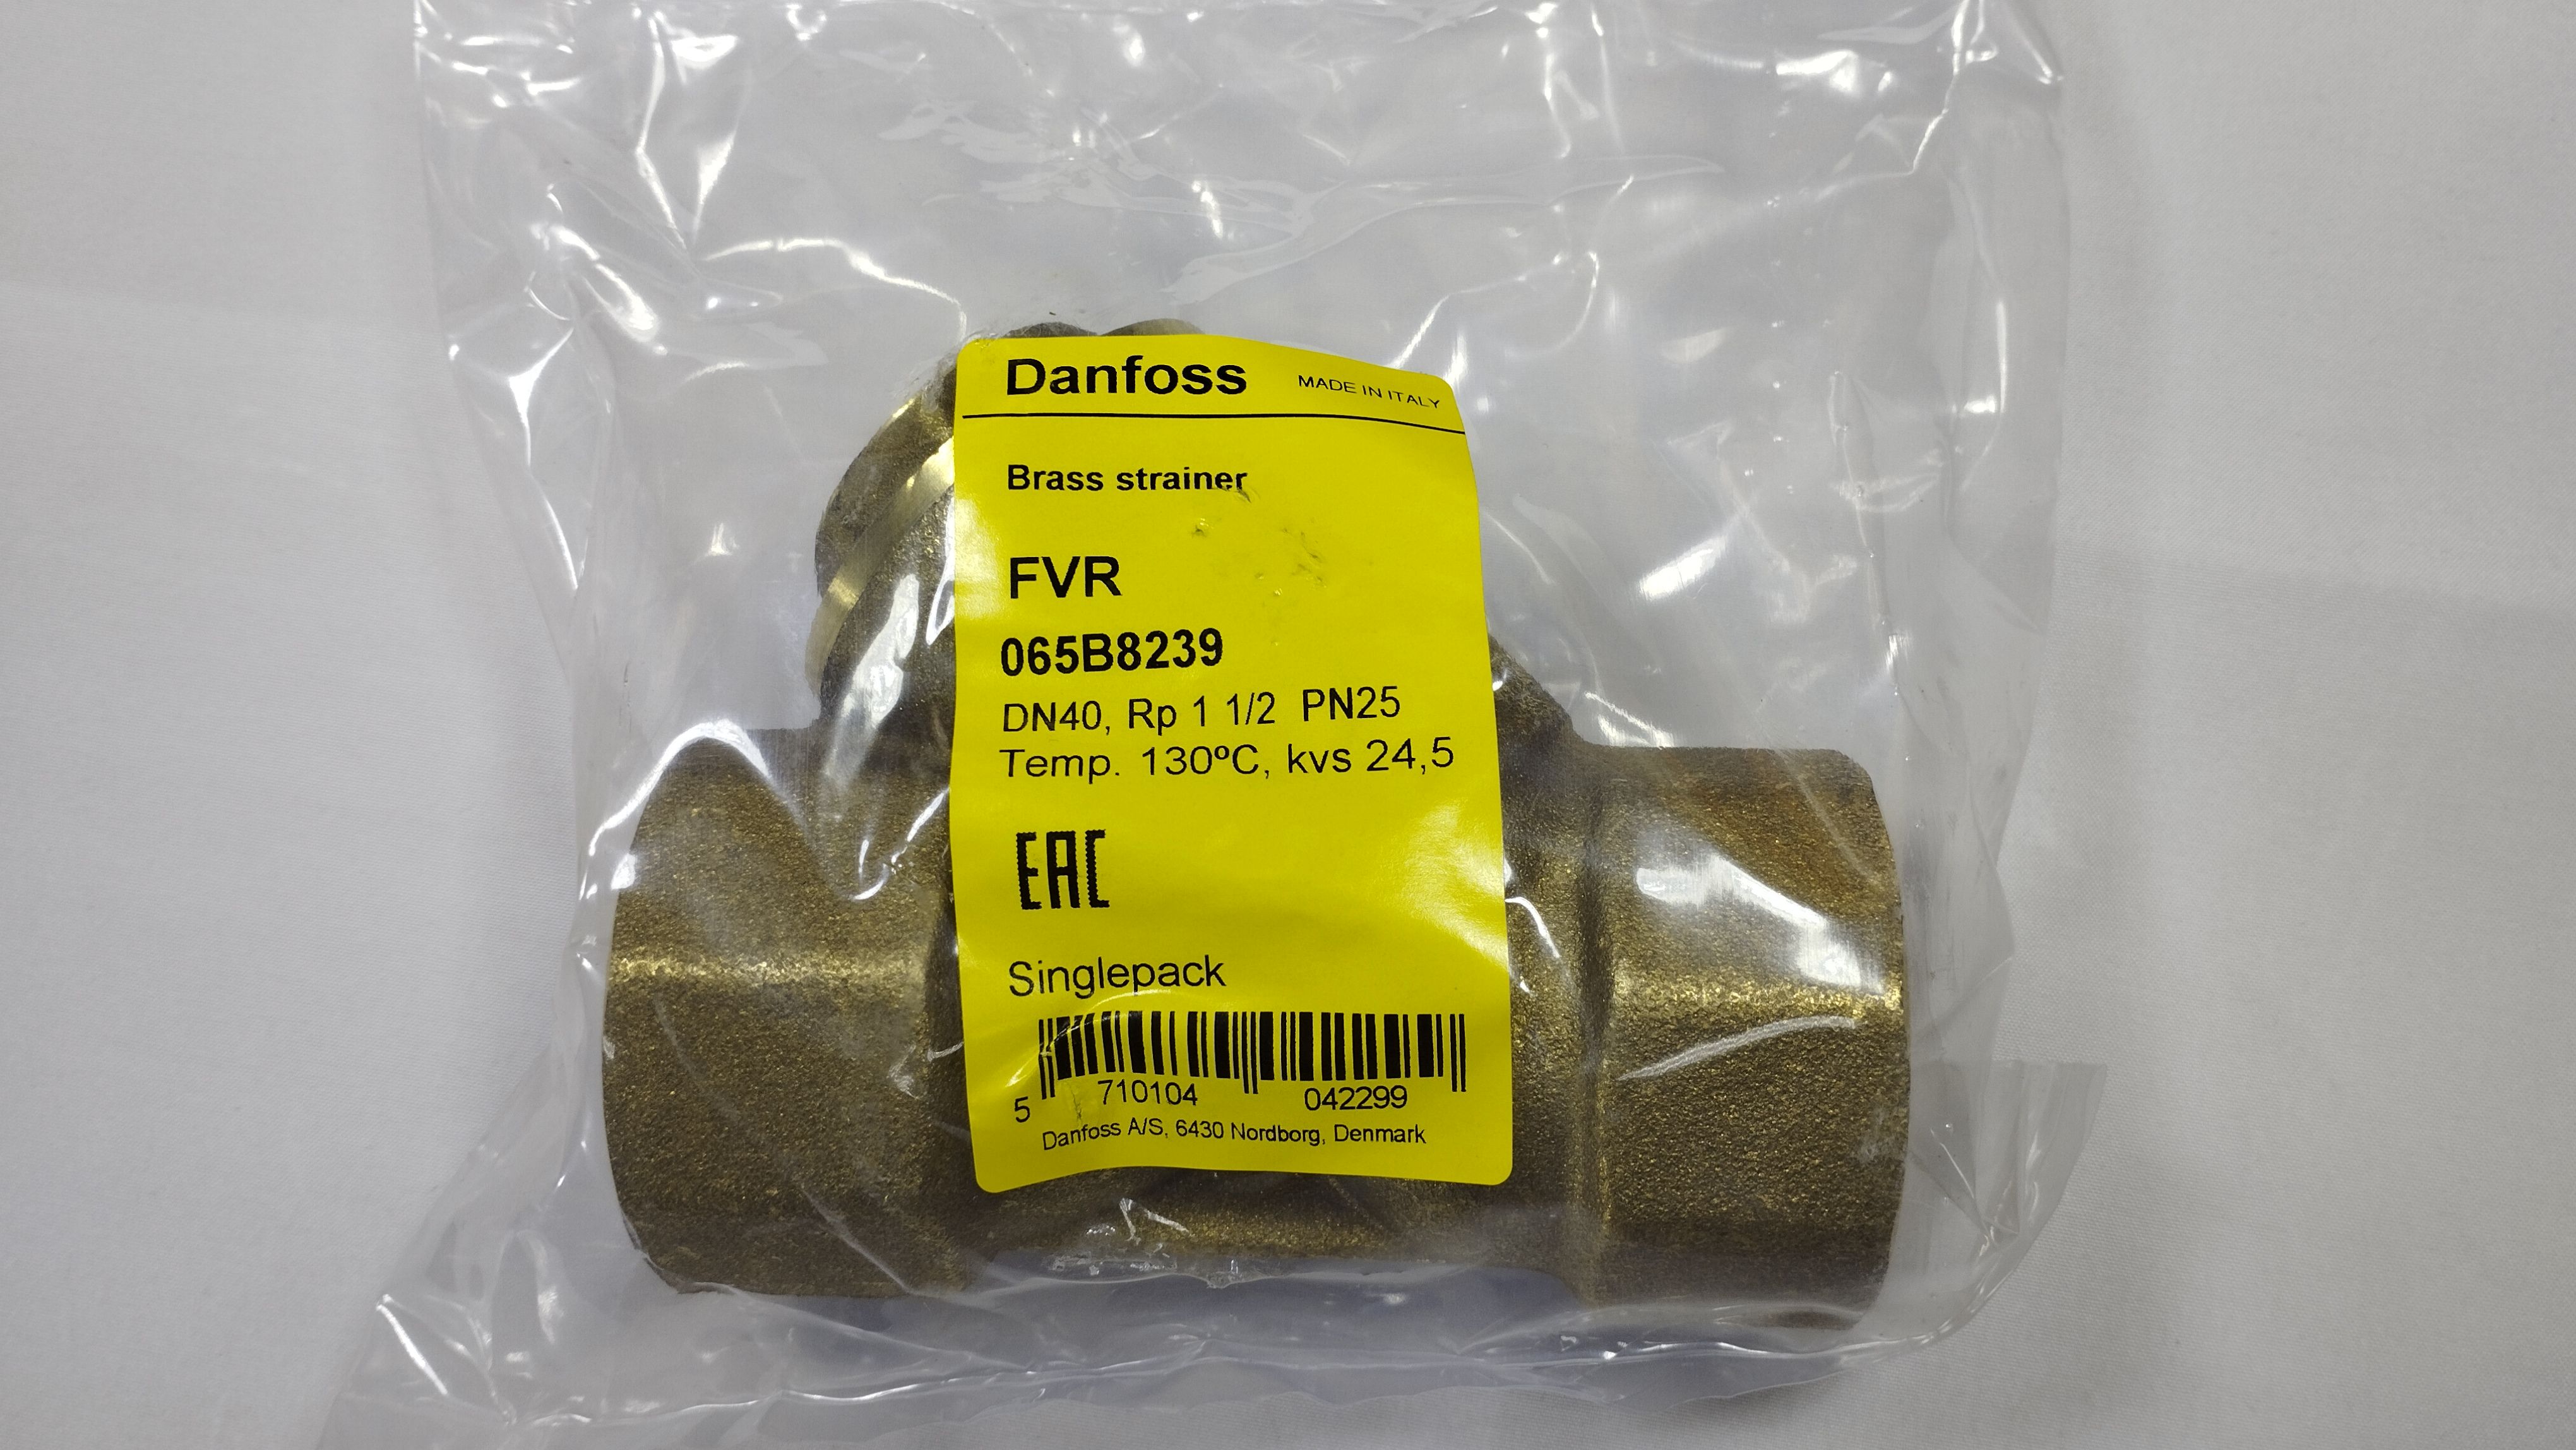 Danfoss MADE IN ITALY
Brass strainer
FVR
065B8239
DN40, Rp 1 1/2 PN25
Temp. 130ºC, kvs 24,5
EAC
Singlepack
5 710104 042299
Danfoss A/S, 6430 Nordborg, Denmark